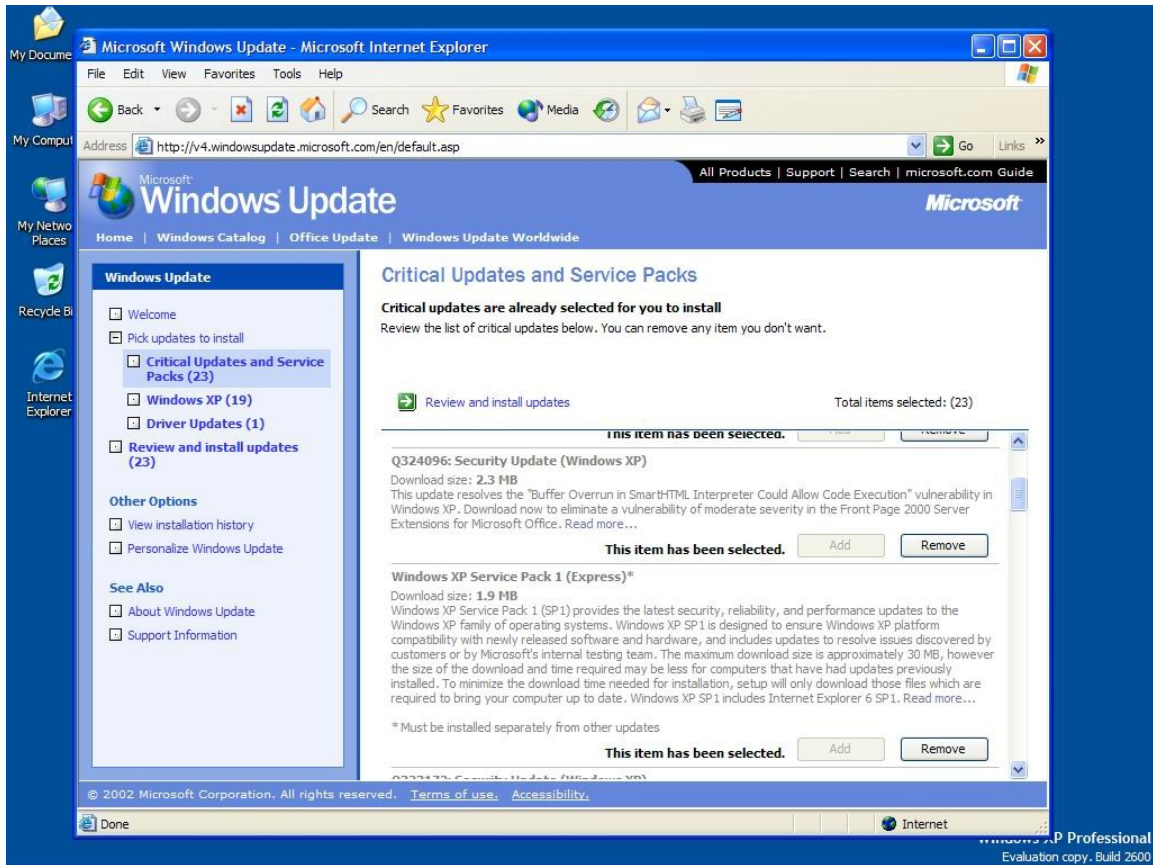 My Docume
My Comput
My Netwo
Places
Recycle Bi
Internet
Explorer
Microsoft Windows Update - Microsoft Internet Explorer
File Edit View Favorites Tools Help
Back Search Favorites Media
Address http://v4.windowsupdate.microsoft.com/en/default.asp Go Links »
All Products | Support | Search | microsoft.com Guide
Microsoft
Windows Update
Microsoft
Home | Windows Catalog | Office Update | Windows Update Worldwide
Windows Update
Welcome
Pick updates to install
Critical Updates and Service
Packs (23)
Windows XP (19)
Driver Updates (1)
Review and install updates
(23)
Other Options
View installation history
Personalize Windows Update
See Also
About Windows Update
Support Information
Critical Updates and Service Packs
Critical updates are already selected for you to install
Review the list of critical updates below. You can remove any item you don't want.
Review and install updates Total items selected: (23)
This item has been selected. Add Remove
Q324096: Security Update (Windows XP)
Download size: 2.3 MB
This update resolves the "Buffer Overrun in SmartHTML Interpreter Could Allow Code Execution" vulnerability in
Windows XP. Download now to eliminate a vulnerability of moderate severity in the Front Page 2000 Server
Extensions for Microsoft Office. Read more...
This item has been selected. Add Remove
Windows XP Service Pack 1 (Express)*
Download size: 1.9 MB
Windows XP Service Pack 1 (SP1) provides the latest security, reliability, and performance updates to the
Windows XP family of operating systems. Windows XP SP1 is designed to ensure Windows XP platform
compatibility with newly released software and hardware, and includes updates to resolve issues discovered by
customers or by Microsoft's internal testing team. The maximum download size is approximately 30 MB, however
the size of the download and time required may be less for computers that have had updates previously
installed. To minimize the download time needed for installation, setup will only download those files which are
required to bring your computer up to date. Windows XP SP1 includes Internet Explorer 6 SP1. Read more...
* Must be installed separately from other updates
This item has been selected. Add Remove
© 2002 Microsoft Corporation. All rights reserved. Terms of use. Accessibility.
Done Internet
Windows XP Professional
Evaluation copy. Build 2600